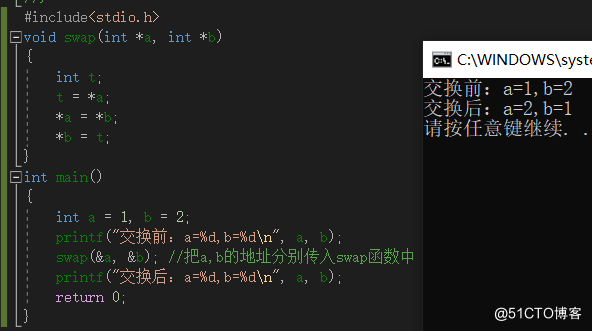 #include<stdio.h>
void swap(int *a, int *b)
{
int t;
t = *a;
*a = *b;
*b = t;
}
int main()
{
int a = 1, b = 2;
printf("交换前：a=%d,b=%d\n", a, b);
swap(&a, &b); //把a,b的地址分别传入swap函数中
printf("交换后：a=%d,b=%d\n", a, b);
return 0;
}
C:\WINDOWS\syste
交换前：a=1,b=2
交换后：a=2,b=1
请按任意键继续. .
@51CTO博客